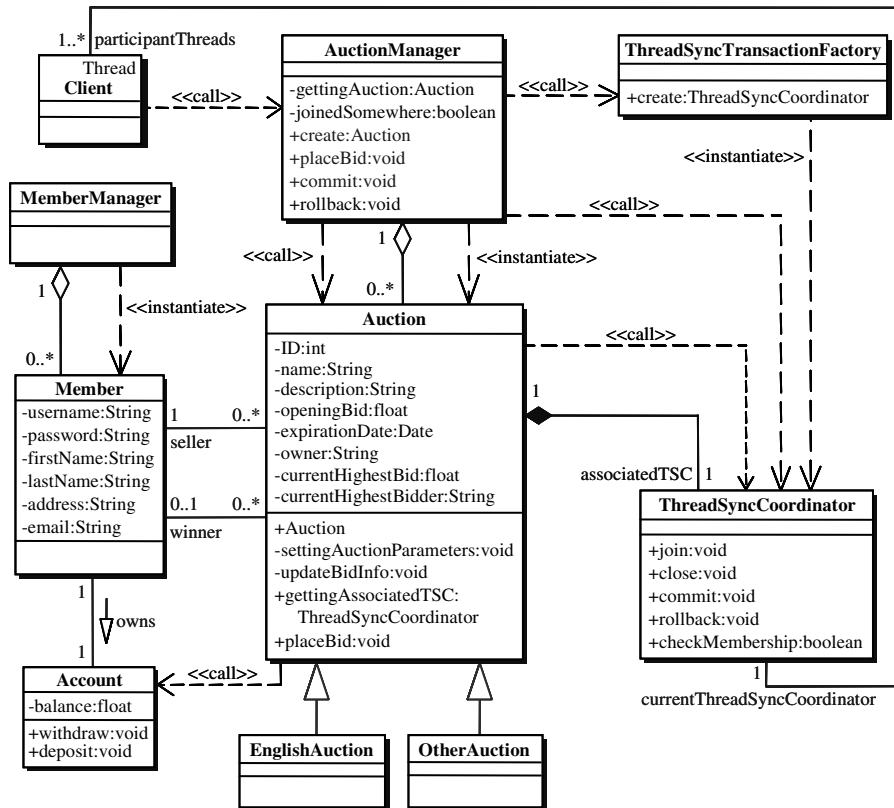 1..* participantThreads
Thread
Client
<<call>>
AuctionManager
-gettingAuction:Auction
-joinedSomewhere:boolean
+create:Auction
+placeBid:void
+commit:void
+rollback:void
<<call>>
ThreadSyncTransactionFactory
+create:ThreadSyncCoordinator
<<instantiate>>
<<call>>
MemberManager
1
<<instantiate>>
0..*
<<call>>
1
<<instantiate>>
0..*
Member
-username:String
-password:String
-firstName:String
-lastName:String
-address:String
-email:String
1
0..*
seller
0..1
0..*
winner
Auction
-ID:int
-name:String
-description:String
-openingBid:float
-expirationDate:Date
-owner:String
-currentHighestBid:float
-currentHighestBidder:String
+Auction
-settingAuctionParameters:void
-updateBidInfo:void
+gettingAssociatedTSC:
ThreadSyncCoordinator
+placeBid:void
<<call>>
1
associatedTSC
1
ThreadSyncCoordinator
+join:void
+close:void
+commit:void
+rollback:void
+checkMembership:boolean
1
currentThreadSyncCoordinator
1
owns
1
Account
-balance:float
+withdraw:void
+deposit:void
<<call>>
EnglishAuction
OtherAuction